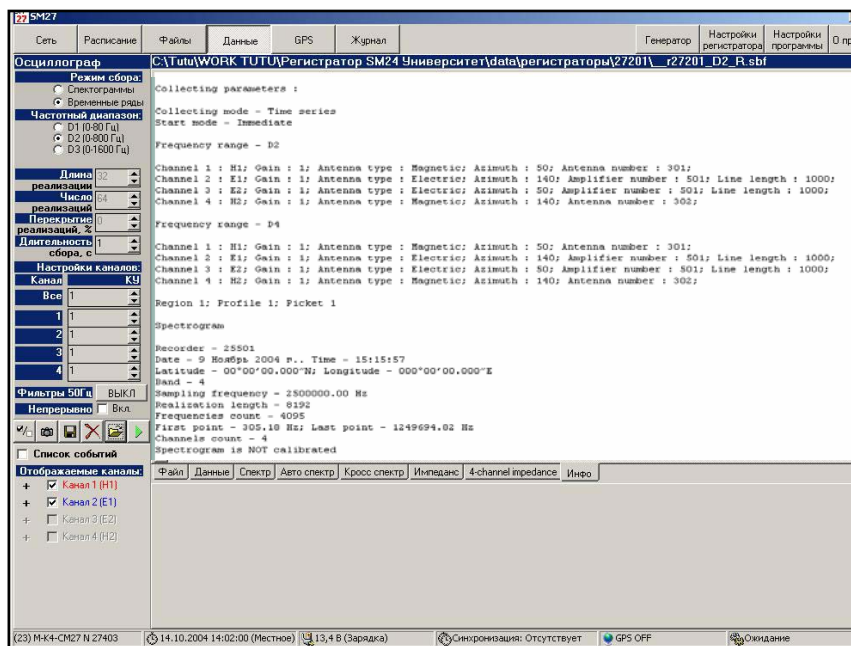 SM27
Сеть Расписание Файлы Данные GPS Журнал Генератор Настройки регистратора Настройки программы О пр
Осциллограф
C:\Tutu\WORK TUTU\Регистратор SM24 Университет\data\регистраторы\27201\__r27201_D2_R.sbf
Режим сбора:
Спектограммы
Временные ряды
Частотный диапазон:
D1 (0-80 Гц)
D2 (0-800 Гц)
D3 (0-1600 Гц)
Длина реализации 32
Число реализаций 64
Перекрытие реализаций, % 0
Длительность сбора, с 1
Настройки каналов:
Канал КУ
Все 1
1 1
2 1
3 1
4 1
Фильтры 50Гц ВЫКЛ
Непрерывно Вкл.
Список событий
Отображаемые каналы:
+ Канал 1 (H1)
+ Канал 2 (E1)
+ Канал 3 (E2)
+ Канал 4 (H2)
Collecting parameters :
Collecting mode - Time series
Start mode - Immediate
Frequency range - D2
Channel 1 : H1; Gain : 1; Antenna type : Magnetic; Azimuth : 50; Antenna number : 301;
Channel 2 : E1; Gain : 1; Antenna type : Electric; Azimuth : 140; Amplifier number : 501; Line length : 1000;
Channel 3 : E2; Gain : 1; Antenna type : Electric; Azimuth : 50; Amplifier number : 501; Line length : 1000;
Channel 4 : H2; Gain : 1; Antenna type : Magnetic; Azimuth : 140; Antenna number : 302;
Frequency range - D4
Channel 1 : H1; Gain : 1; Antenna type : Magnetic; Azimuth : 50; Antenna number : 301;
Channel 2 : E1; Gain : 1; Antenna type : Electric; Azimuth : 140; Amplifier number : 501; Line length : 1000;
Channel 3 : E2; Gain : 1; Antenna type : Electric; Azimuth : 50; Amplifier number : 501; Line length : 1000;
Channel 4 : H2; Gain : 1; Antenna type : Magnetic; Azimuth : 140; Antenna number : 302;
Region 1; Profile 1; Picket 1
Spectrogram
Recorder - 25501
Date - 9 Ноябрь 2004 г.. Time - 15:15:57
Latitude - 00°00'00.000"N; Longitude - 000°00'00.000"E
Band - 4
Sampling frequency - 2500000.00 Hz
Realization length - 8192
Frequencies count - 4095
First point - 305.18 Hz; Last point - 1249694.82 Hz
Channels count - 4
Spectrogram is NOT calibrated
Файл Данные Спектр Авто спектр Кросс спектр Импеданс 4-channel impedance Инфо
(23) М-К4-СМ27 N 27403 14.10.2004 14:02:00 (Местное) 13,4 В (Зарядка) Синхронизация: Отсутствует GPS OFF Ожидание